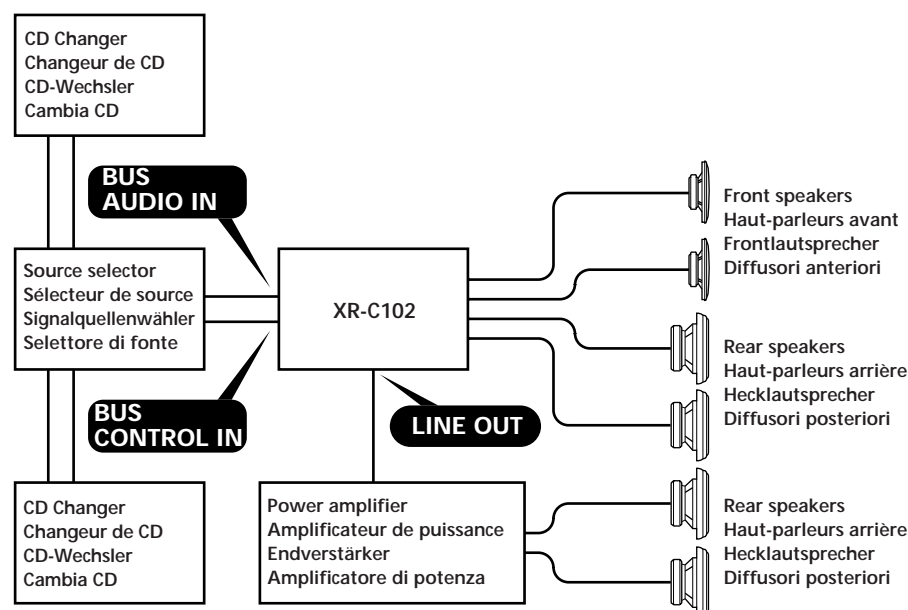 CD Changer
Changeur de CD
CD-Wechsler
Cambia CD
BUS
AUDIO IN
Front speakers
Haut-parleurs avant
Frontlautsprecher
Diffusori anteriori
Source selector
Sélecteur de source
Signalquellenwähler
Selettore di fonte
XR-C102
Rear speakers
Haut-parleurs arrière
Hecklautsprecher
Diffusori posteriori
BUS
CONTROL IN
LINE OUT
CD Changer
Changeur de CD
CD-Wechsler
Cambia CD
Power amplifier
Amplificateur de puissance
Endverstärker
Amplificatore di potenza
Rear speakers
Haut-parleurs arrière
Hecklautsprecher
Diffusori posteriori